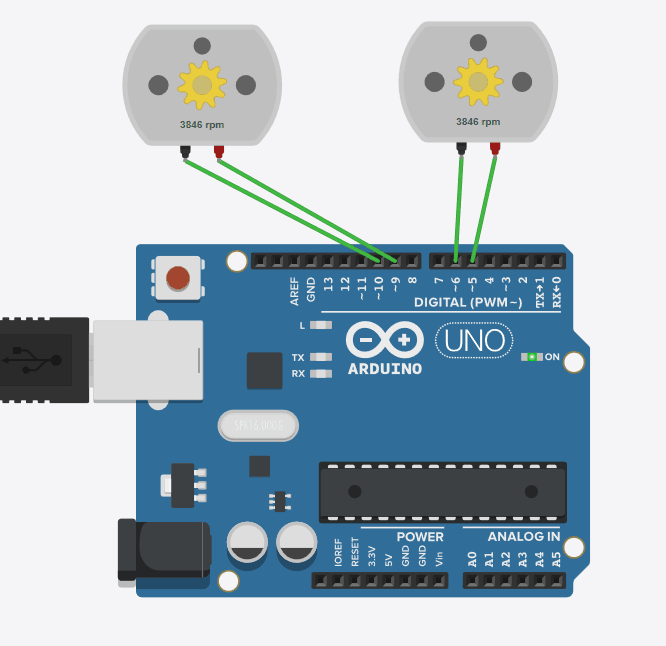 3846 rpm
3846 rpm
AREF
GND
13
12
~11
~10
~9
8
7
~6
~5
4
~3
2
TX→1
RX←0
DIGITAL (PWM~)
L
TX
RX
ARDUINO
UNO
ON
POWER
ANALOG IN
IOREF
RESET
3.3V
5V
GND
GND
Vin
A0
A1
A2
A3
A4
A5